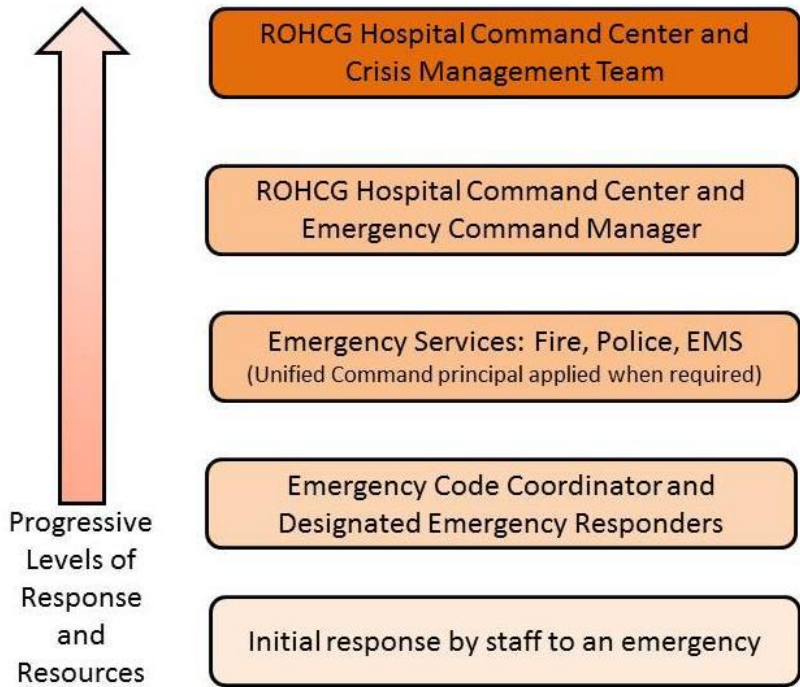 ROHCG Hospital Command Center and
Crisis Management Team
ROHCG Hospital Command Center and
Emergency Command Manager
Emergency Services: Fire, Police, EMS
(Unified Command principal applied when required)
Emergency Code Coordinator and
Designated Emergency Responders
Initial response by staff to an emergency
Progressive
Levels of
Response
and
Resources